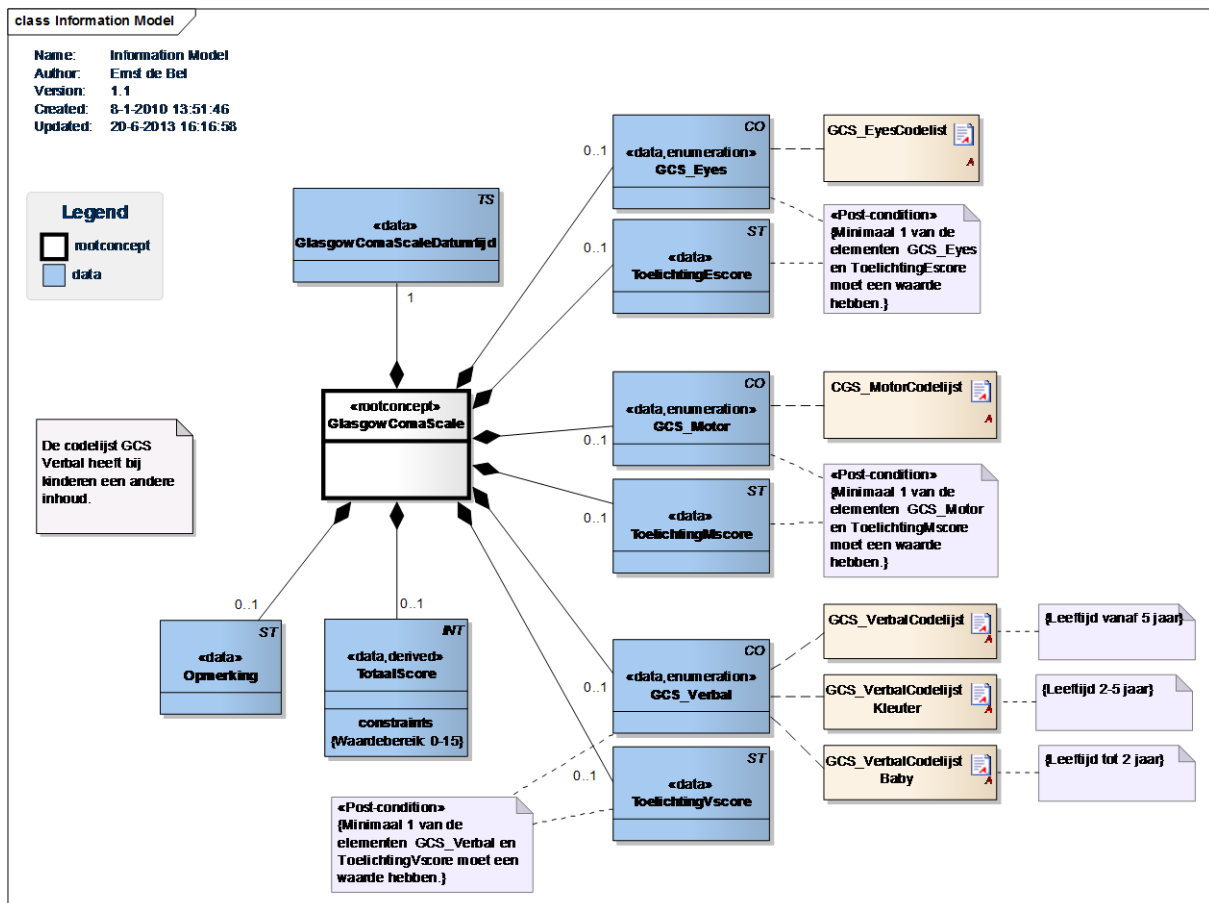 class Information Model
Name: Information Model
Author: Ernst de Bel
Version: 1.1
Created: 8-1-2010 13:51:46
Updated: 20-6-2013 16:16:58
Legend
rootconcept
data
TS
«data»
GlasgowComaScaleDatumtijd
1
«rootconcept»
GlasgowComaScale
De codelijst GCS
Verbal heeft bij
kinderen een andere
inhoud.
CO
«data,enumeration»
GCS_Eyes
0..1
GCS_EyesCodelist
A
ST
«data»
ToelichtingEscore
0..1
«Post-condition»
{Minimaal 1 van de
elementen GCS_Eyes
en ToelichtingEscore
moet een waarde
hebben.}
CO
«data,enumeration»
GCS_Motor
0..1
CGS_MotorCodelijst
A
ST
«data»
ToelichtingMscore
0..1
«Post-condition»
{Minimaal 1 van de
elementen GCS_Motor
en ToelichtingMscore
moet een waarde
hebben.}
0..1
ST
«data»
Opmerking
0..1
INT
«data,derived»
TotaalScore
constraints
{Waardebereik: 0-15}
CO
«data,enumeration»
GCS_Verbal
0..1
GCS_VerbalCodelijst
A
{Leeftijd vanaf 5 jaar}
GCS_VerbalCodelijst
Kleuter
A
{Leeftijd 2-5 jaar}
GCS_VerbalCodelijst
Baby
A
{Leeftijd tot 2 jaar}
ST
«data»
ToelichtingVscore
0..1
«Post-condition»
{Minimaal 1 van de
elementen GCS_Verbal en
ToelichtingVscore moet een
waarde hebben.}